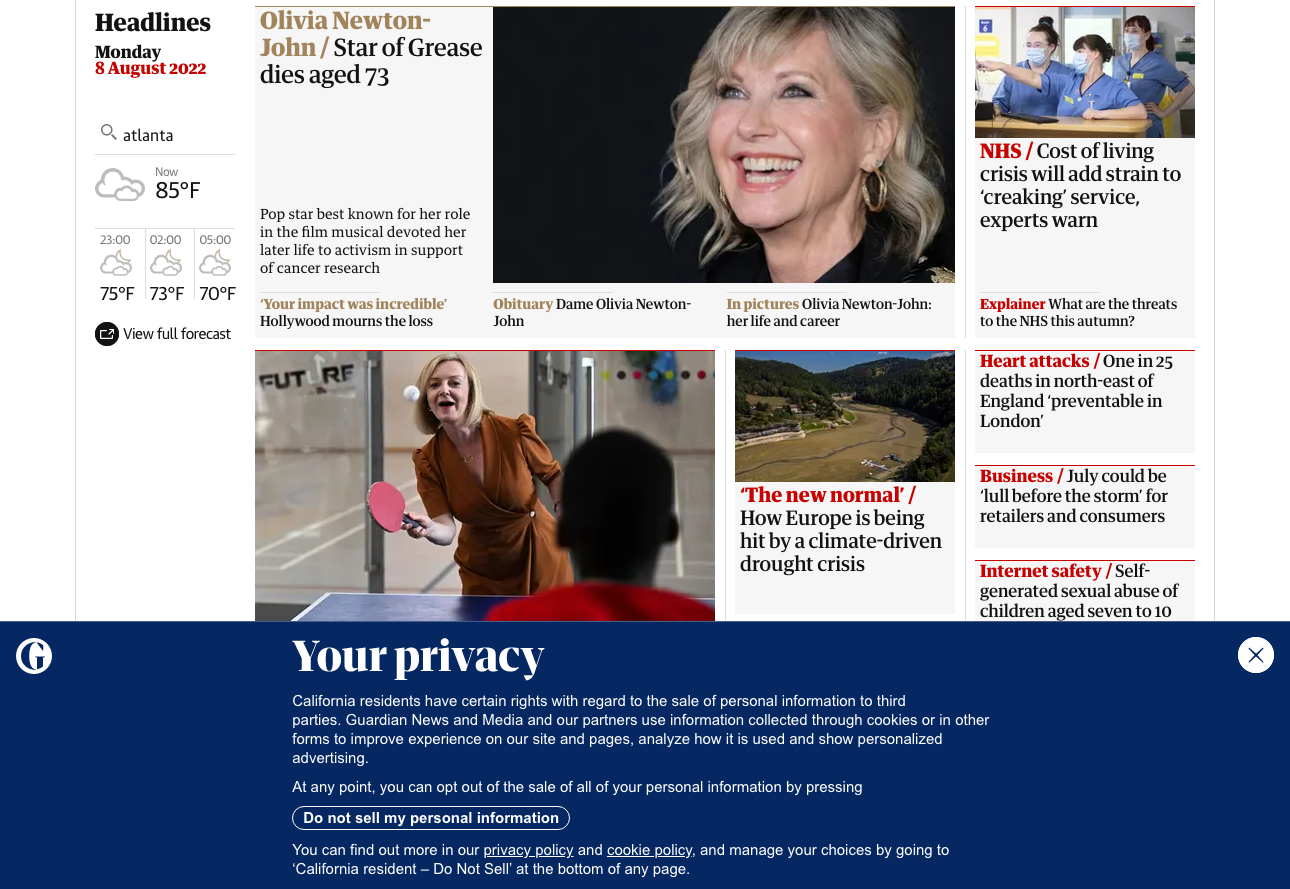 Headlines
Monday
8 August 2022
atlanta
Now
85°F
23:00
02:00
05:00
75°F
73°F
70°F
View full forecast
Olivia Newton-
John / Star of Grease
dies aged 73
Pop star best known for her role
in the film musical devoted her
later life to activism in support
of cancer research
‘Your impact was incredible’
Hollywood mourns the loss
Obituary Dame Olivia Newton-
John
In pictures Olivia Newton-John:
her life and career
6
NHS / Cost of living
crisis will add strain to
‘creaking’ service,
experts warn
Explainer What are the threats
to the NHS this autumn?
FUTURE
‘The new normal’ /
How Europe is being
hit by a climate-driven
drought crisis
Heart attacks / One in 25
deaths in north-east of
England ‘preventable in
London’
Business / July could be
‘lull before the storm’ for
retailers and consumers
Internet safety / Self-
generated sexual abuse of
children aged seven to 10
G
Your privacy
California residents have certain rights with regard to the sale of personal information to third
parties. Guardian News and Media and our partners use information collected through cookies or in other
forms to improve experience on our site and pages, analyze how it is used and show personalized
advertising.
At any point, you can opt out of the sale of all of your personal information by pressing
Do not sell my personal information
You can find out more in our privacy policy and cookie policy, and manage your choices by going to
‘California resident – Do Not Sell’ at the bottom of any page.